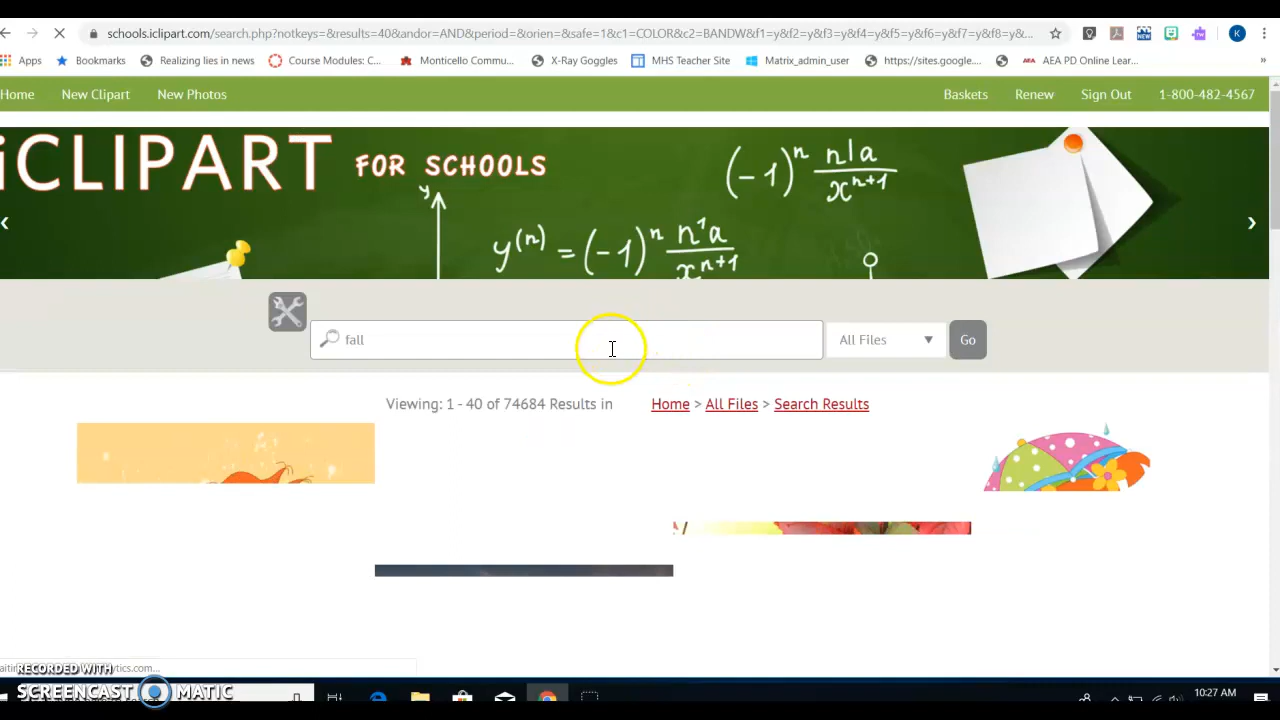 schools.iclipart.com/search.php?notkeys=&results=40&andor=AND&period=&orien=&safe=1&c1=COLOR&c2=BANDW&f1=y&f2=y&f3=y&f4=y&f5=y&f6=y&f7=y&f8=y&...
K
Apps Bookmarks Realizing lies in news Course Modules: C... Monticello Commu... X-Ray Goggles MHS Teacher Site Matrix_admin_user https://sites.google.... AEA AEA PD Online Lear... »
Home New Clipart New Photos Baskets Renew Sign Out 1-800-482-4567
iCLIPART FOR SCHOOLS
(-1)ⁿ n!a / xⁿ⁺¹
y
y⁽ⁿ⁾ = (-1)ⁿ n¹a / xⁿ⁺¹
fall All Files Go
Viewing: 1 - 40 of 74684 Results in Home > All Files > Search Results
RECORDED WITH
SCREENCAST MATIC
10:27 AM